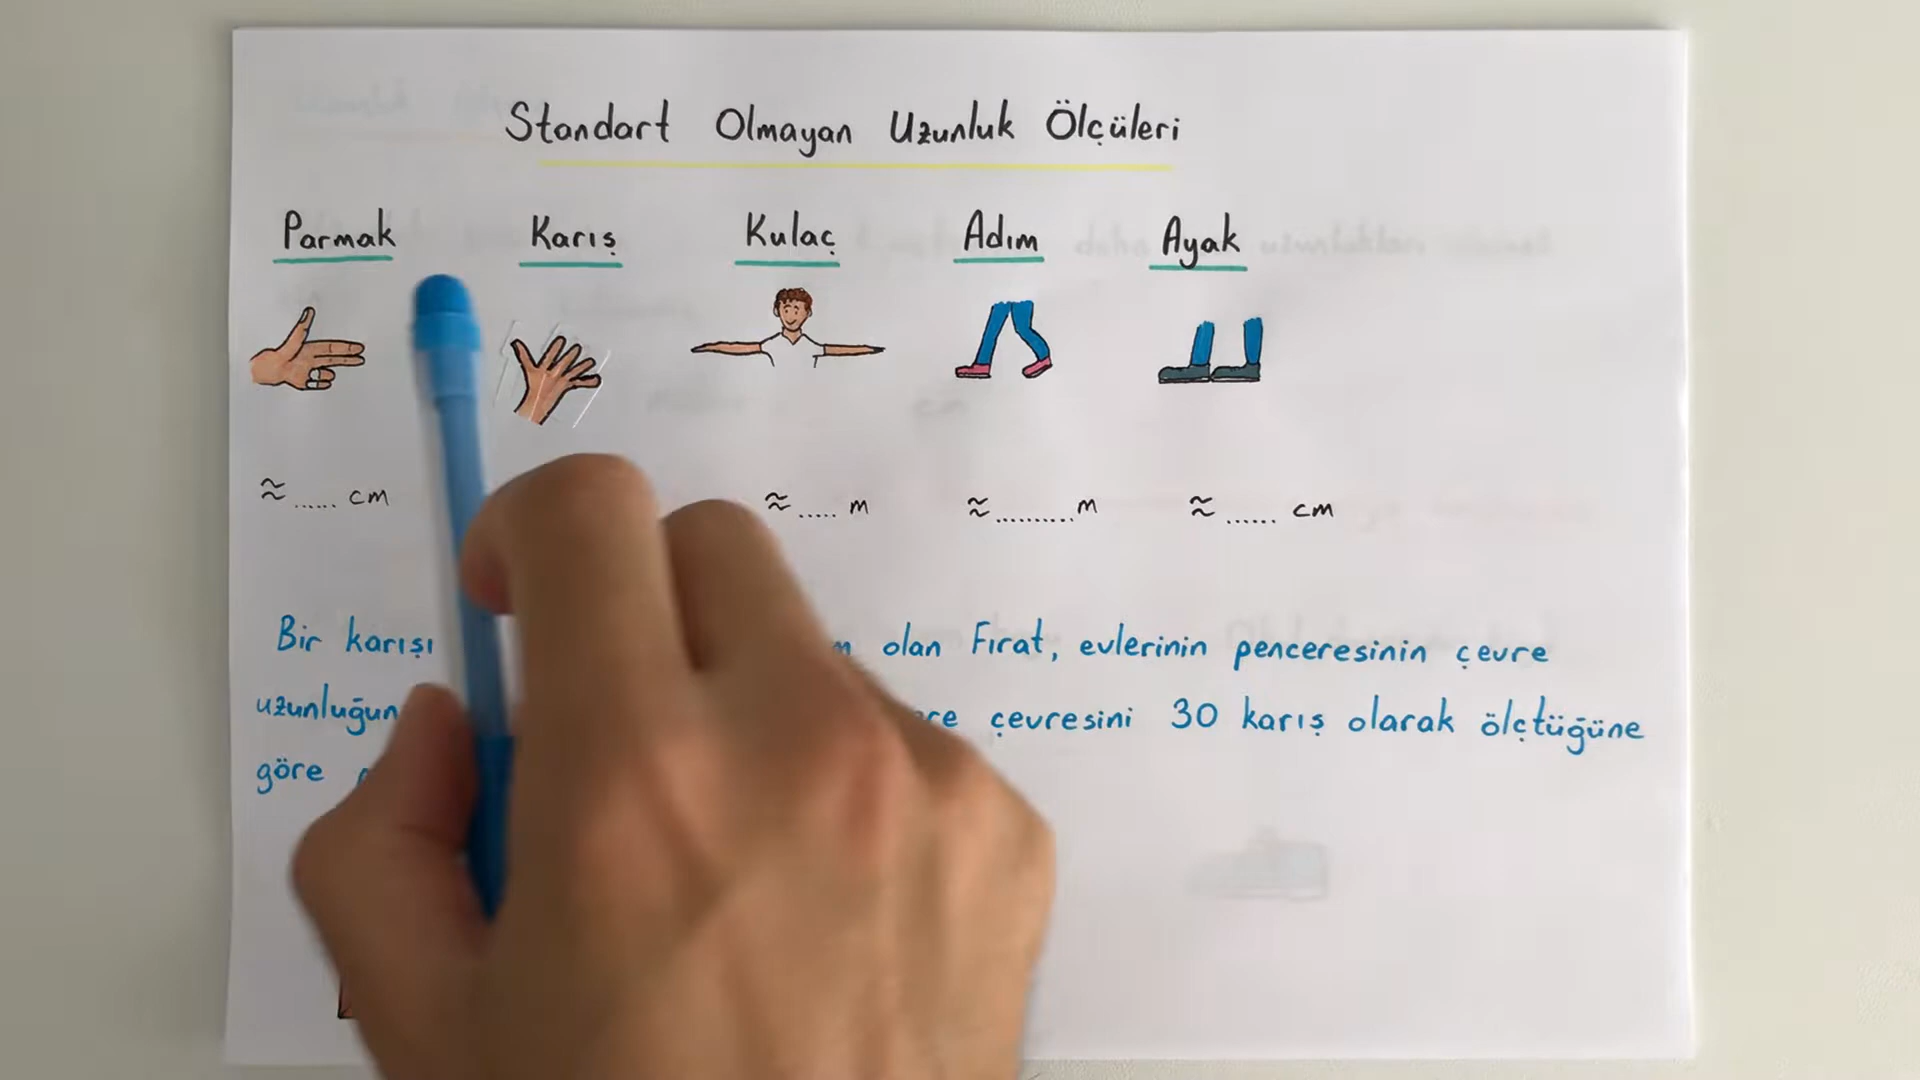 Standart Olmayan Uzunluk Ölçüleri
Parmak Karış Kulaç Adım Ayak
≈ ...... cm ≈ ..... m ≈ .......... m ≈ ...... cm
Bir karışı olan Fırat, evlerinin penceresinin çevre
çevresini 30 karış olarak ölçtüğüne
göre